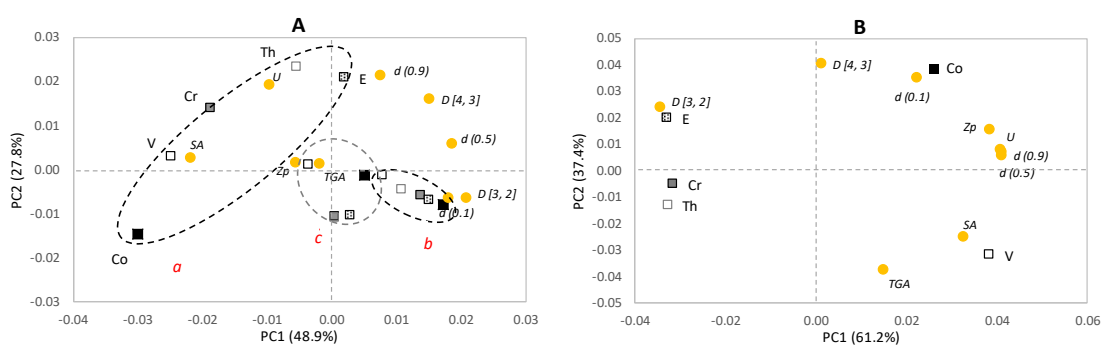 A
0.03
0.02
0.01
0.00
-0.01
-0.02
-0.03
PC2 (27.8%)
Th
U
E
d (0.9)
Cr
D [4, 3]
V
SA
d (0.5)
Zp
TGA
D [3, 2]
d (0.1)
Co
a
c
b
-0.04
-0.02
-0.01
0.00
0.01
0.02
0.03
PC1 (48.9%)
B
0.05
0.04
0.03
0.02
0.01
0.00
-0.01
-0.02
-0.03
-0.04
-0.05
PC2 (37.4%)
D [4, 3]
Co
d (0.1)
D [3, 2]
E
Zp
U
d (0.9)
d (0.5)
Cr
Th
SA
V
TGA
-0.04
-0.02
0.00
0.02
0.04
0.06
PC1 (61.2%)